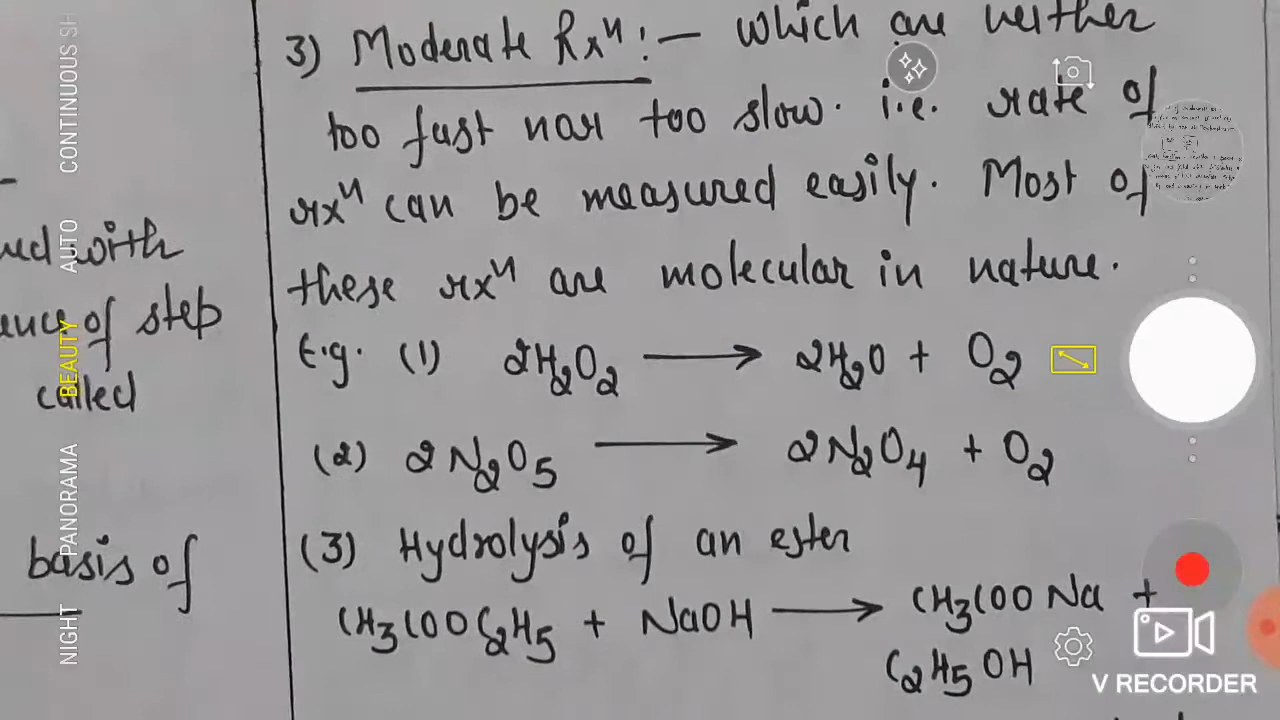 3) Moderate Rxⁿ:— which are neither
too fast nor too slow. i.e. rate of
rxⁿ can be measured easily. Most of
these rxⁿ are molecular in nature.
E.g. (1) 2H₂O₂ → 2H₂O + O₂
(2) 2N₂O₅ → 2N₂O₄ + O₂
(3) Hydrolysis of an ester
CH₃COOC₂H₅ + NaOH → CH₃COONa +
C₂H₅OH
with
of step
called
basis of
CONTINUOUS SH
AUTO
BEAUTY
PANORAMA
NIGHT
V RECORDER